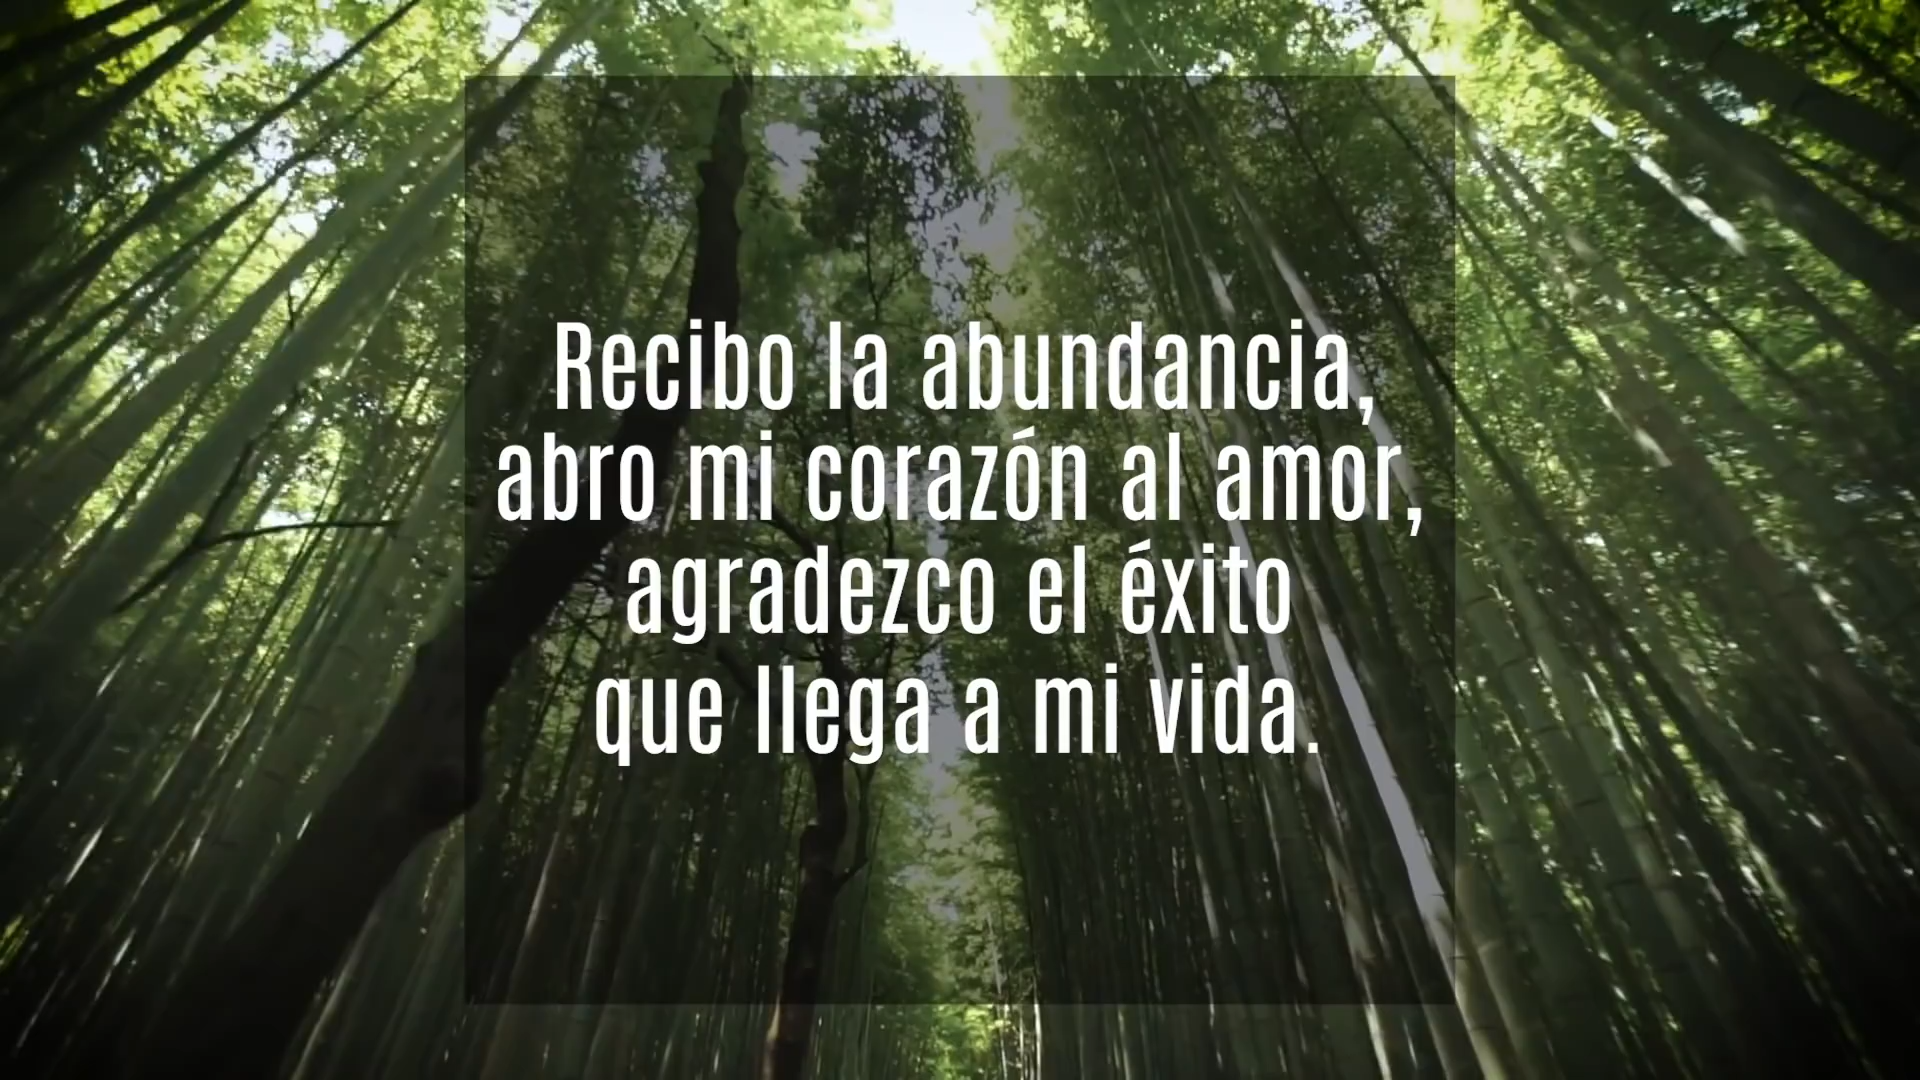 Recibo la abundancia,
abro mi corazón al amor,
agradezco el éxito
que llega a mi vida.